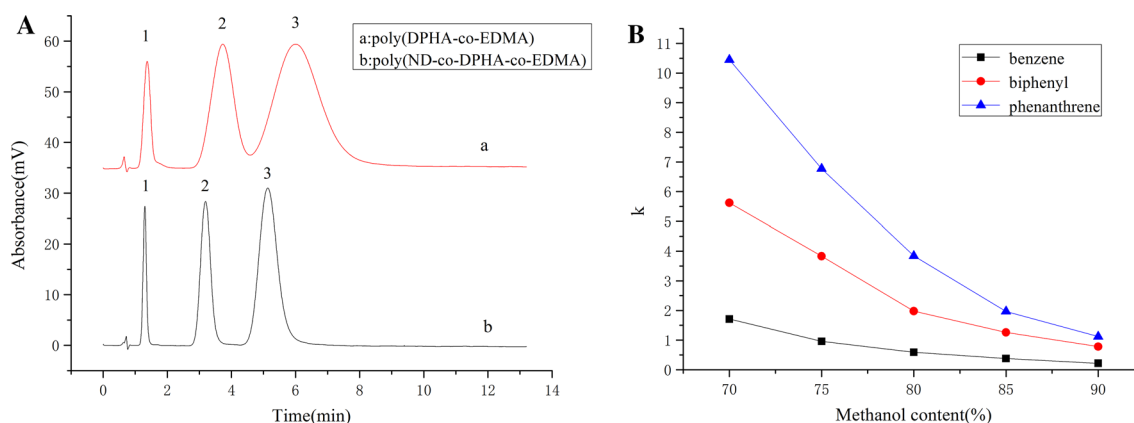 A
a:poly(DPHA-co-EDMA)
b:poly(ND-co-DPHA-co-EDMA)
1
2
3
a
1
2
3
b
60
50
40
30
20
10
0
Absorbance(mV)
0 2 4 6 8 10 12 14
Time(min)
B
benzene
biphenyl
phenanthrene
11
10
9
8
7
6
5
4
3
2
1
0
k
70 75 80 85 90
Methanol content(%)